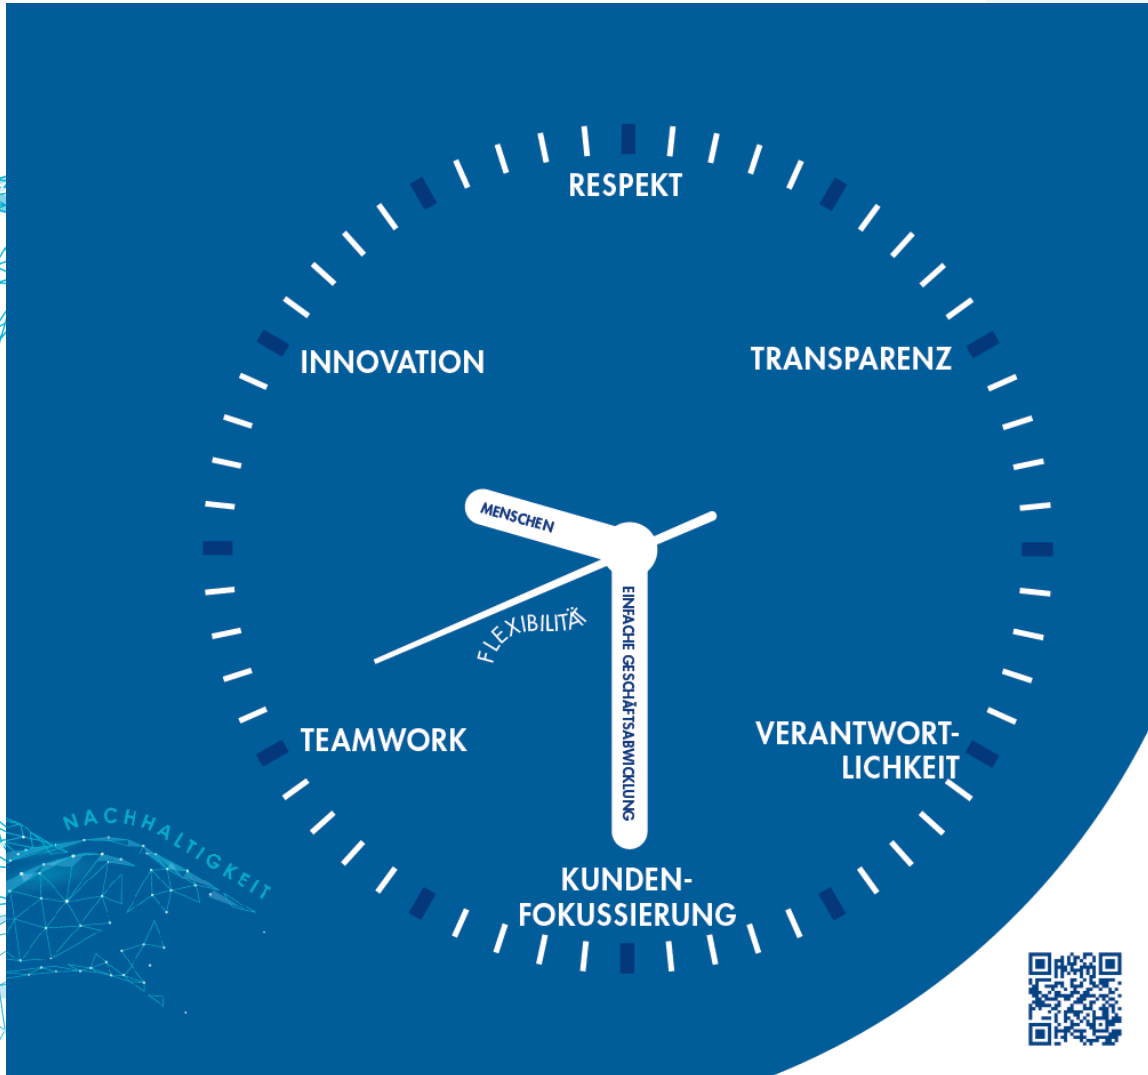 RESPEKT
INNOVATION
TRANSPARENZ
MENSCHEN
EINFACHE GESCHÄFTSABWICKLUNG
FLEXIBILITÄT
TEAMWORK
VERANTWORT-
LICHKEIT
NACHHALTIGKEIT
KUNDEN-
FOKUSSIERUNG